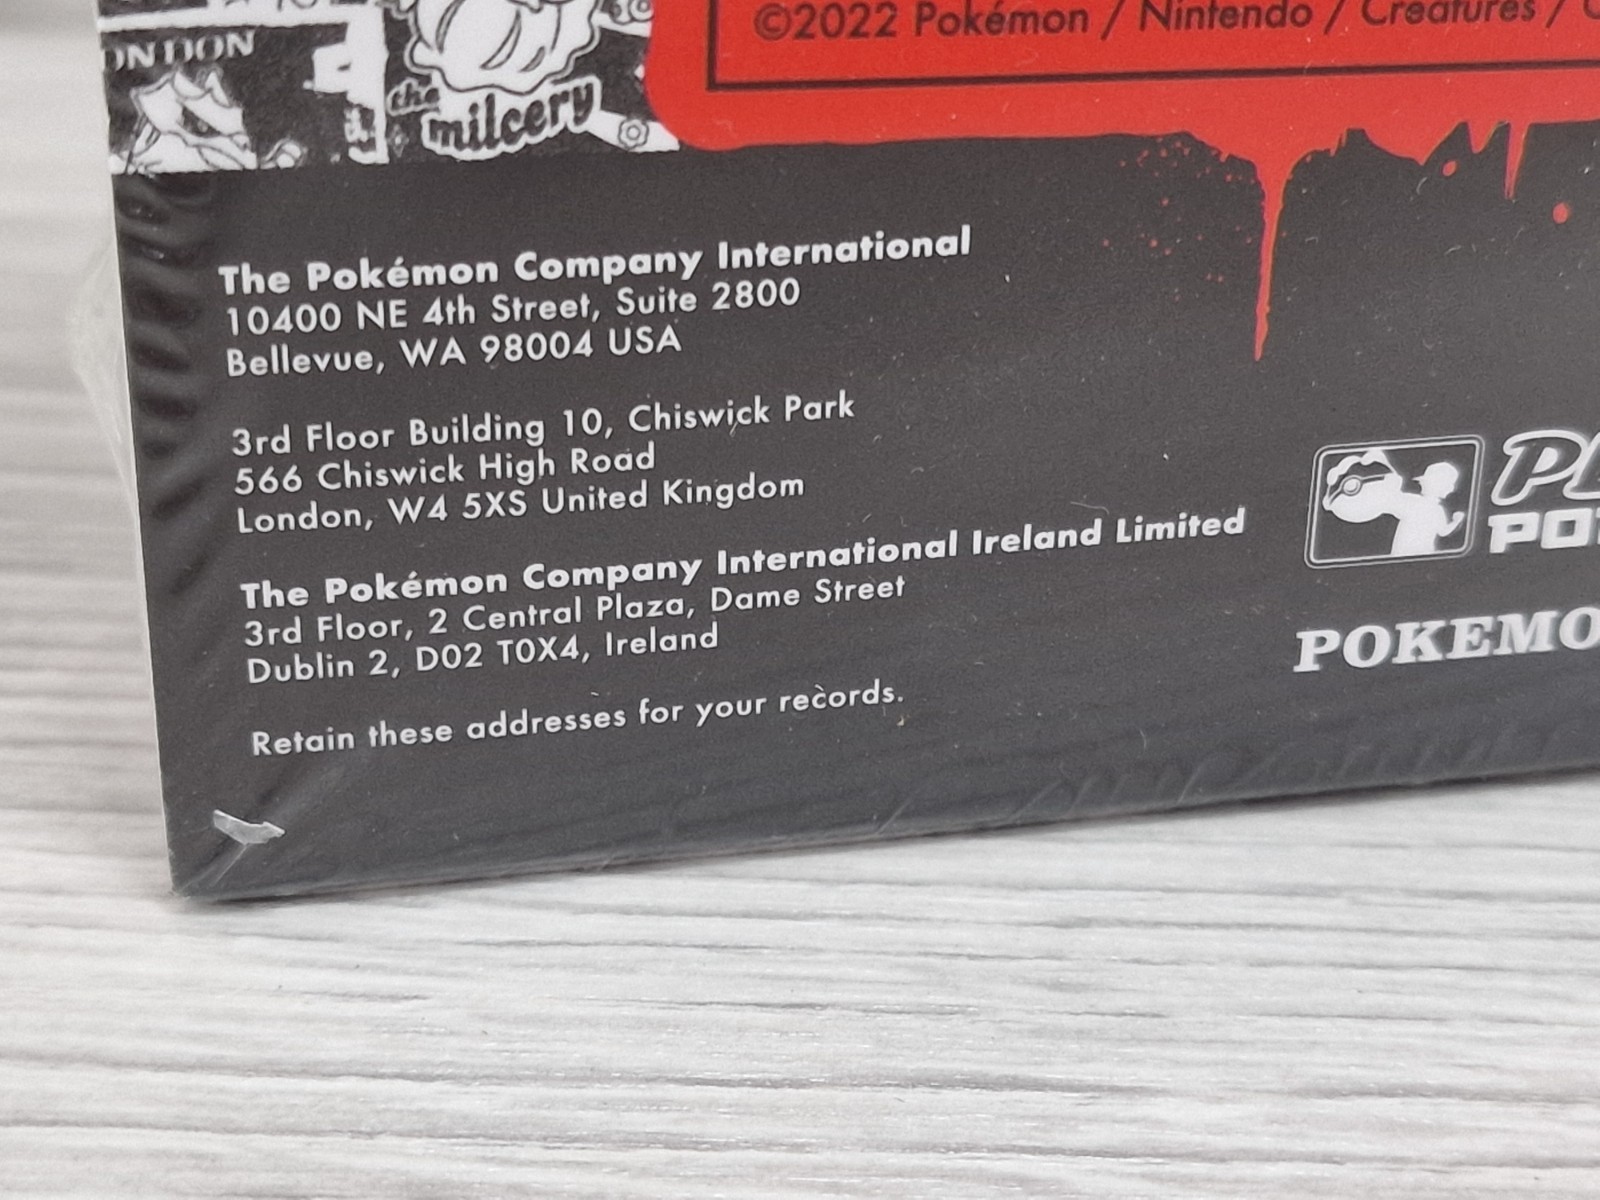 ONDON
the
milcery
©2022 Pokémon / Nintendo / Creatures /
The Pokémon Company International
10400 NE 4th Street, Suite 2800
Bellevue, WA 98004 USA
3rd Floor Building 10, Chiswick Park
566 Chiswick High Road
London, W4 5XS United Kingdom
The Pokémon Company International Ireland Limited
3rd Floor, 2 Central Plaza, Dame Street
Dublin 2, D02 T0X4, Ireland
Retain these addresses for your records.
POKEMO